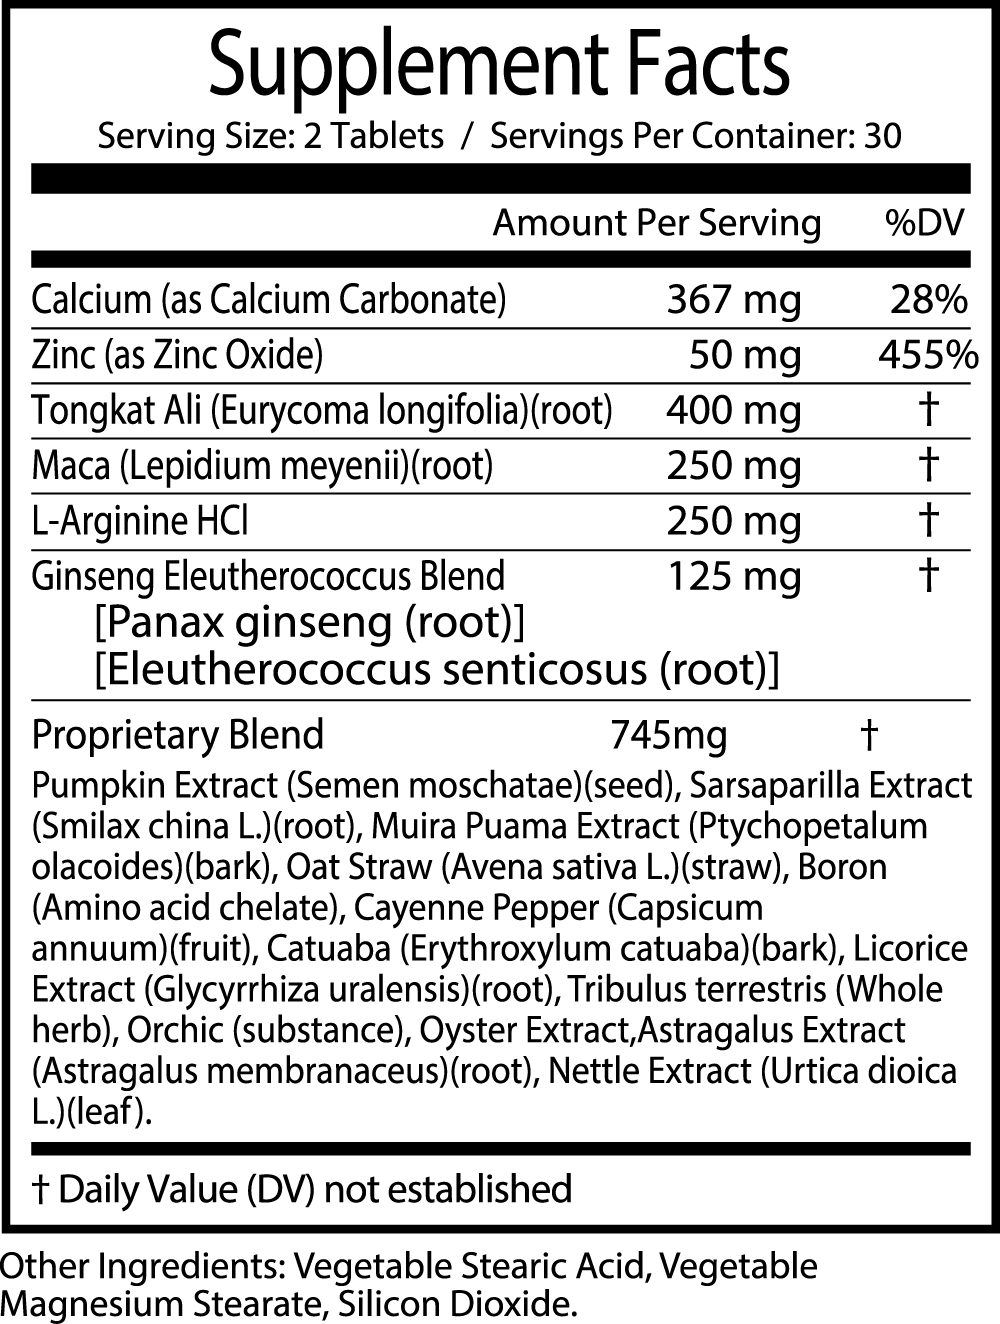 Supplement Facts
Serving Size: 2 Tablets / Servings Per Container: 30
Amount Per Serving %DV
Calcium (as Calcium Carbonate) 367 mg 28%
Zinc (as Zinc Oxide) 50 mg 455%
Tongkat Ali (Eurycoma longifolia)(root) 400 mg †
Maca (Lepidium meyenii)(root) 250 mg †
L-Arginine HCl 250 mg †
Ginseng Eleutherococcus Blend 125 mg †
[Panax ginseng (root)]
[Eleutherococcus senticosus (root)]
Proprietary Blend 745mg †
Pumpkin Extract (Semen moschatae)(seed), Sarsaparilla Extract
(Smilax china L.)(root), Muira Puama Extract (Ptychopetalum
olacoides)(bark), Oat Straw (Avena sativa L.)(straw), Boron
(Amino acid chelate), Cayenne Pepper (Capsicum
annuum)(fruit), Catuaba (Erythroxylum catuaba)(bark), Licorice
Extract (Glycyrrhiza uralensis)(root), Tribulus terrestris (Whole
herb), Orchic (substance), Oyster Extract,Astragalus Extract
(Astragalus membranaceus)(root), Nettle Extract (Urtica dioica
L.)(leaf).
† Daily Value (DV) not established
Other Ingredients: Vegetable Stearic Acid, Vegetable
Magnesium Stearate, Silicon Dioxide.